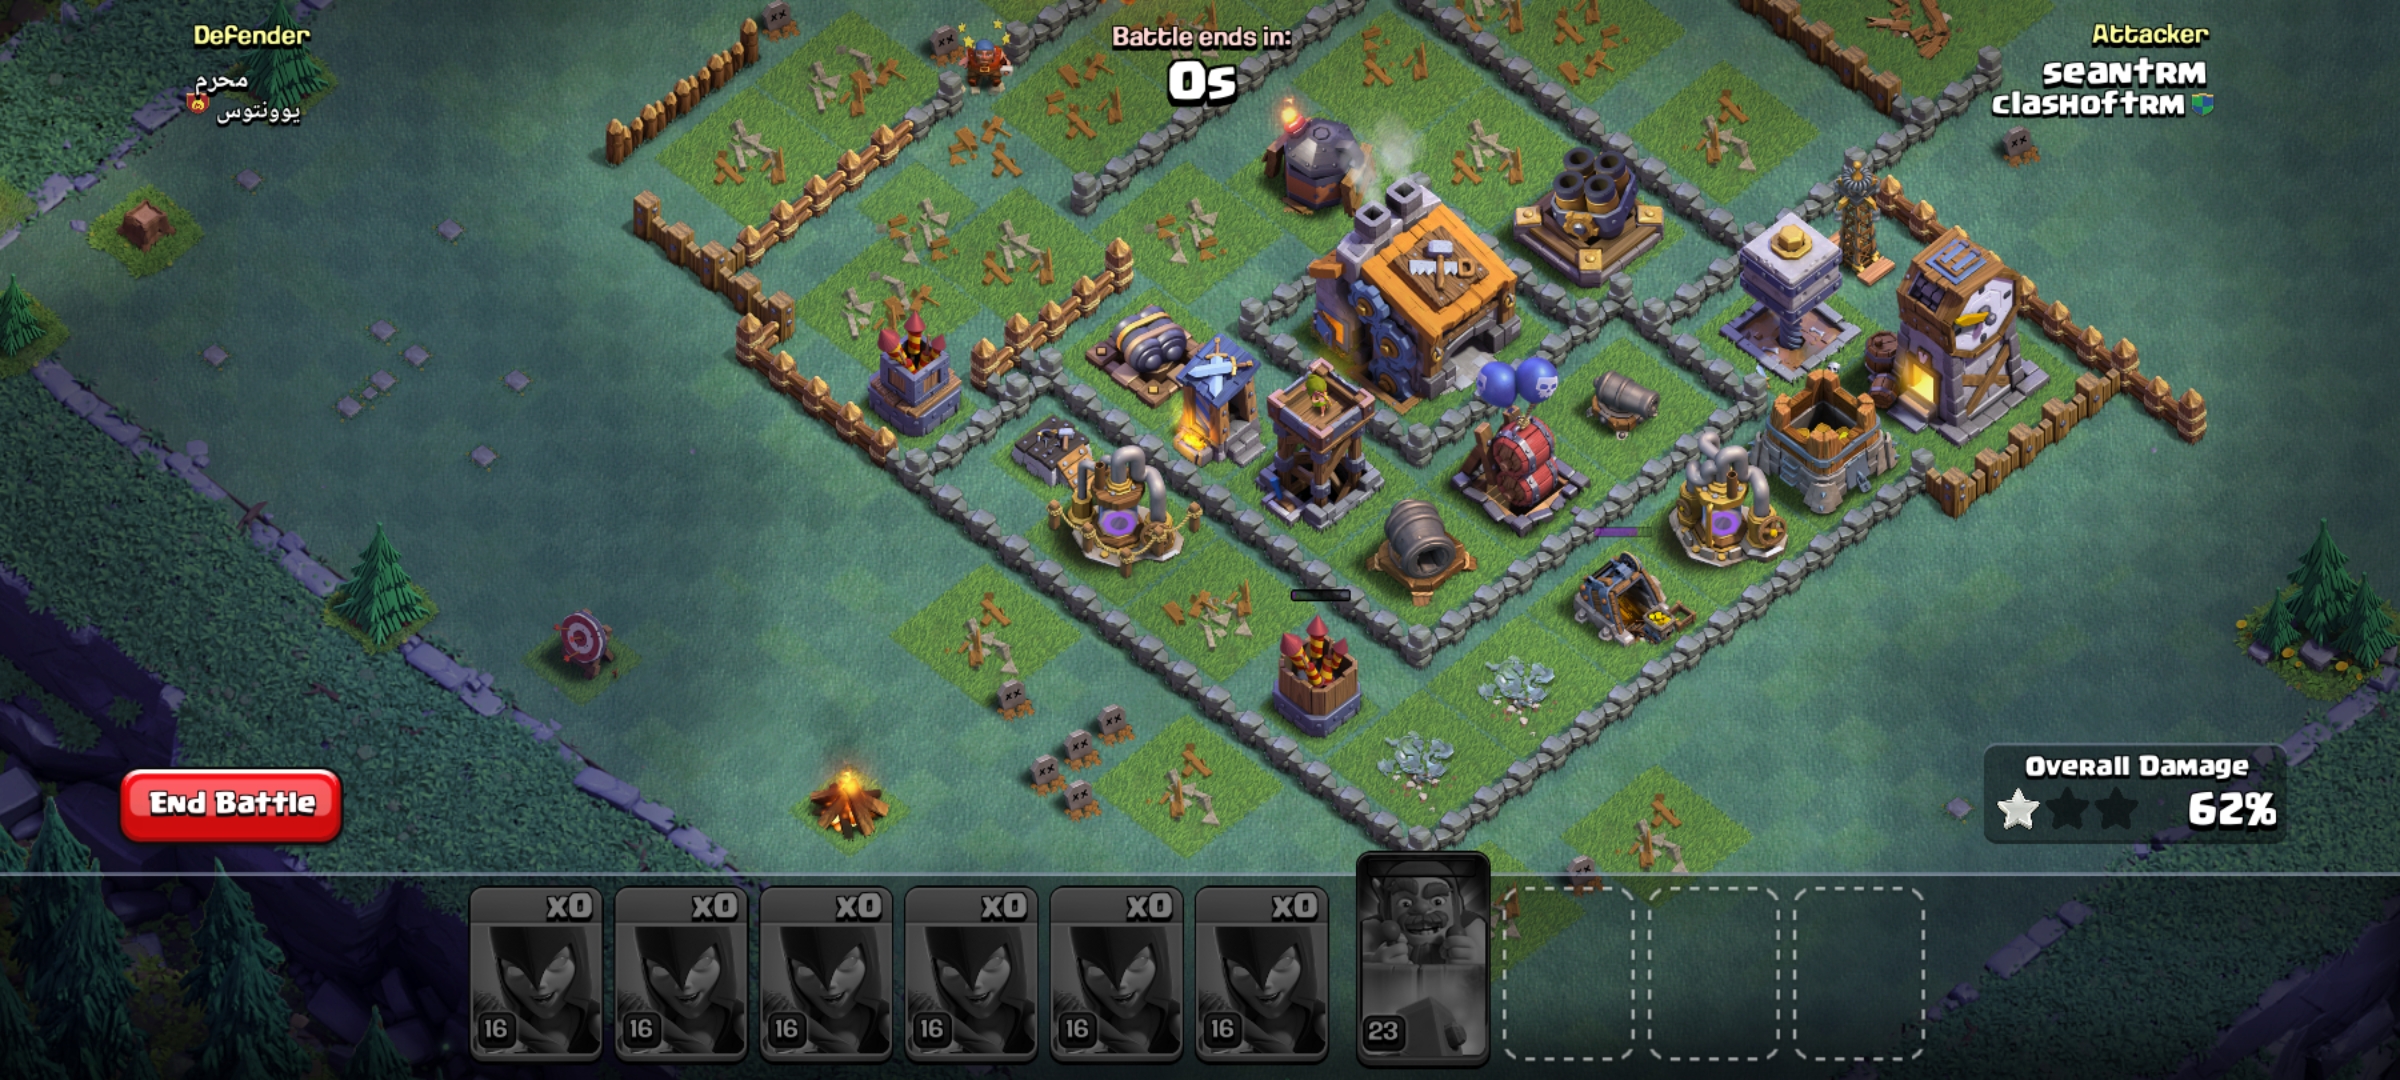 Defender
محرم
يوونتوس
Battle ends in:
0s
Attacker
seantRM
clashoftRM
End Battle
Overall Damage
62%
x0
x0
x0
x0
x0
x0
16
16
16
16
16
16
23